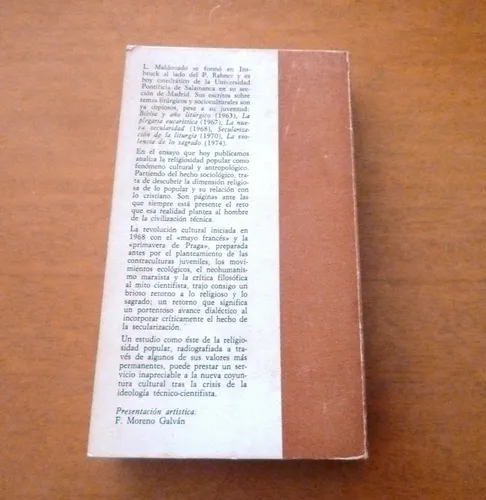 L. Maldonado se formó en Inns-
bruck al lado del P. Rahner y es
hoy catedrático de la Universidad
Pontificia de Salamanca en su sec-
ción de Madrid. Sus escritos sobre
temas litúrgicos y socioculturales son
ya copiosos, pese a su juventud:
Biblia y año litúrgico (1963), La
plegaria eucarística (1967), La nue-
va secularidad (1968), Seculariza-
ción de la liturgia (1970), La vio-
lencia de lo sagrado (1974).
En el ensayo que hoy publicamos
analiza la religiosidad popular como
fenómeno cultural y antropológico.
Partiendo del hecho sociológico, tra-
ta de descubrir la dimensión religio-
sa de lo popular y su relación con
lo cristiano. Son páginas ante las
que siempre está presente el reto
que esa realidad plantea al hombre
de la civilización técnica.
La revolución cultural iniciada en
1968 con el «mayo francés» y la
«primavera de Praga», preparada
antes por el planteamiento de las
contraculturas juveniles, los movi-
mientos ecológicos, el neohumanis-
mo marxista y la crítica filosófica
al mito cientifista, trajo consigo un
brioso retorno a lo religioso y lo
sagrado; un retorno que significa
un portentoso avance dialéctico al
incorporar críticamente el hecho de
la secularización.
Un estudio como éste de la religio-
sidad popular, radiografiada a tra-
vés de algunos de sus valores más
permanentes, puede prestar un ser-
vicio inapreciable a la nueva coyun-
tura cultural tras la crisis de la
ideología técnico-cientifista.
Presentación artística:
F. Moreno Galván